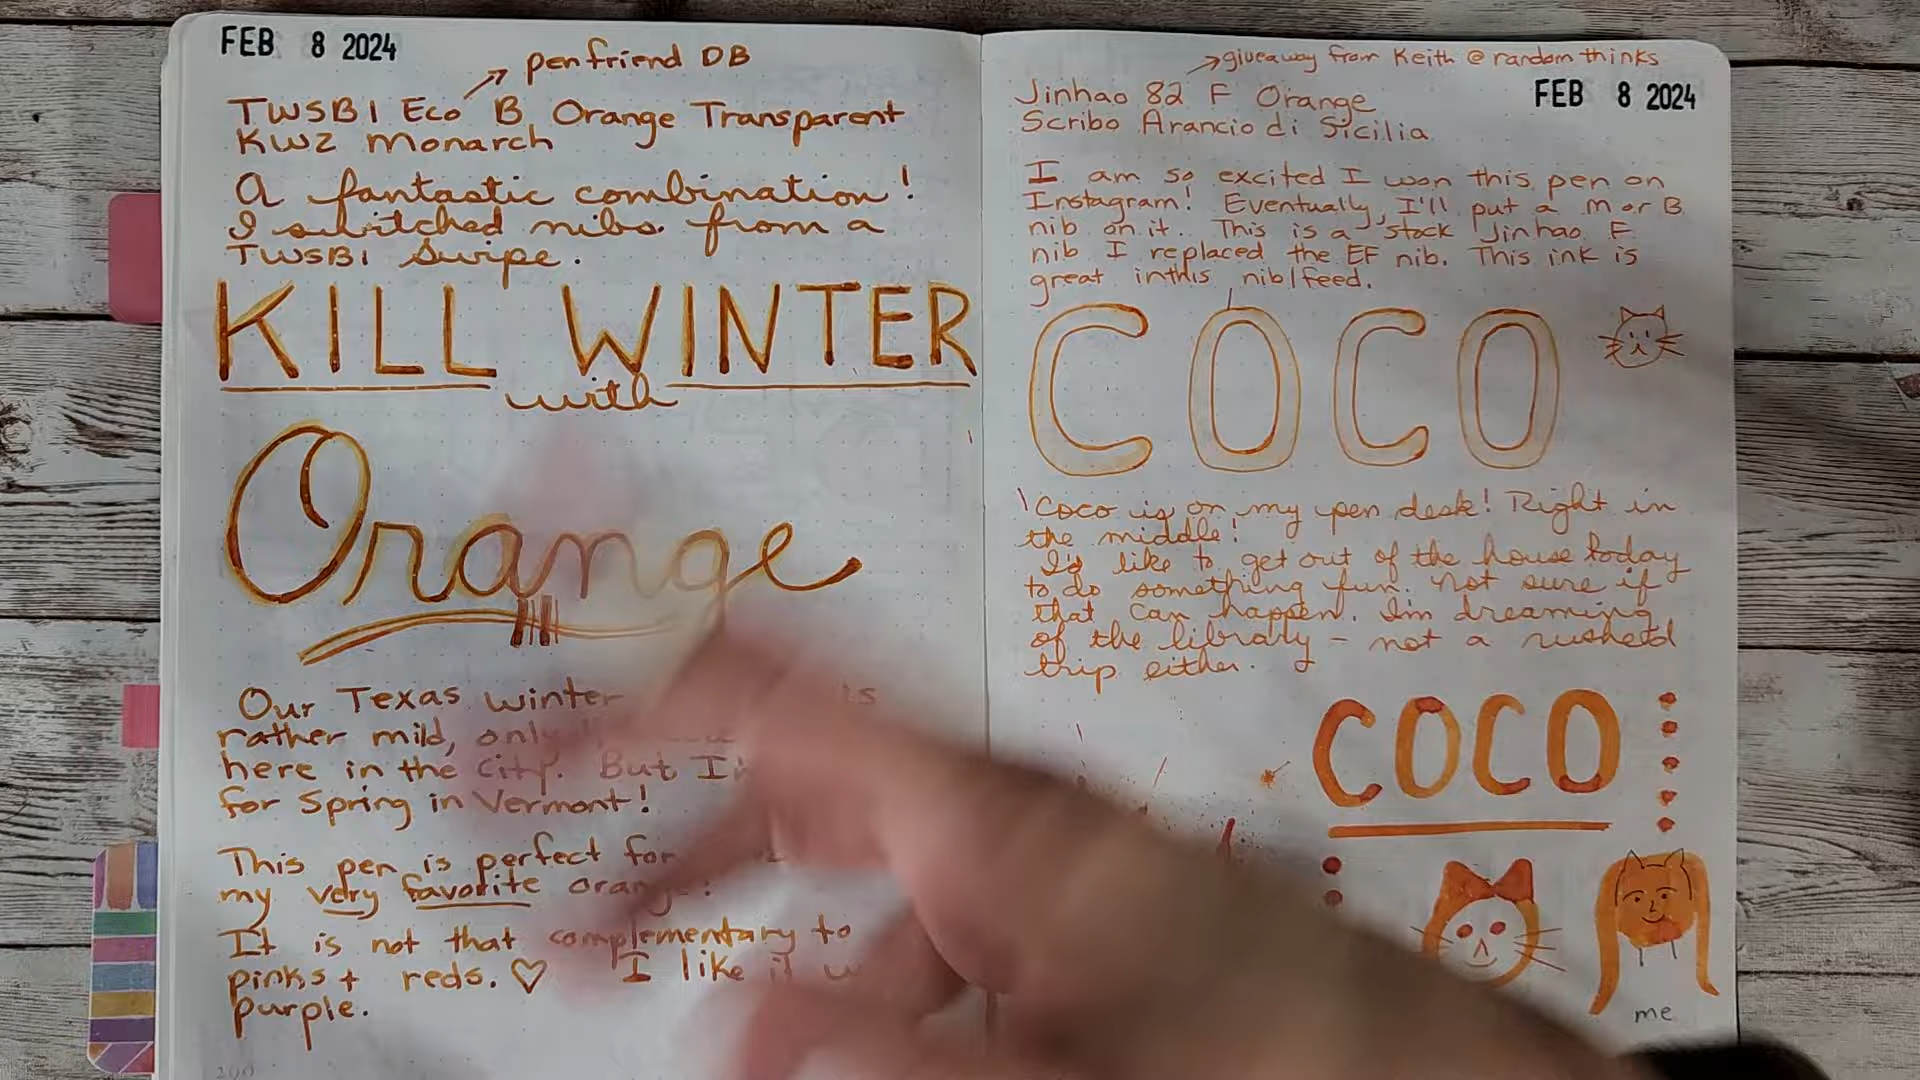 FEB 8 2024
penfriend DB
TWSBI Eco B Orange Transparent
KWZ Monarch
A fantastic combination!
I switched nibs from a
TWSBI Swipe.
KILL WINTER
with
Orange
Our Texas winter is
rather mild,
here in the city. But
for Spring in Vermont!
This pen is perfect for
my very favorite orange!
It is not that complementary to
pinks + reds. ♡ I like it
purple.
giveaway from Keith @ random thinks
FEB 8 2024
Jinhao 82 F Orange
Scribo Arancio di Sicilia
I am so excited I won this pen on
Instagram! Eventually, I'll put a M or B
nib on it. This is a stock Jinhao F
nib I replaced the EF nib. This ink is
great in this nib/feed.
COCO
Coco is on my pen desk! Right in
the middle!
I'd like to get out of the house today
to do something fun. Not sure if
that can happen. I'm dreaming
of the library - not a rushed
trip either.
COCO
me